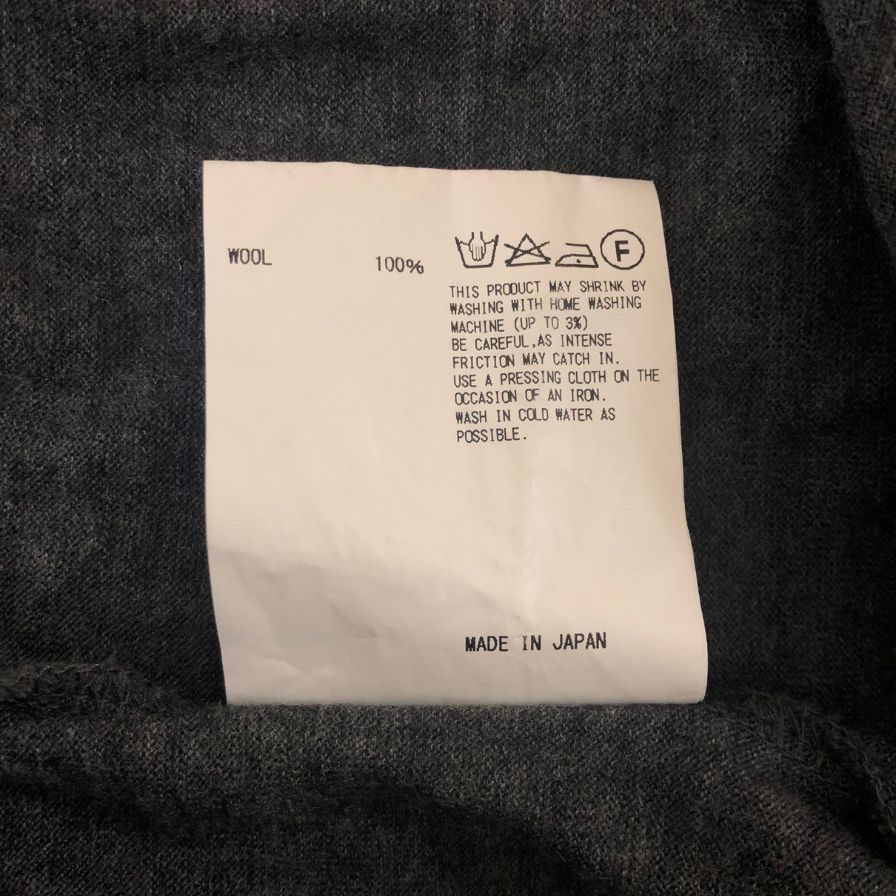 WOOL 100%
F
THIS PRODUCT MAY SHRINK BY
WASHING WITH HOME WASHING
MACHINE (UP TO 3%)
BE CAREFUL,AS INTENSE
FRICTION MAY CATCH IN.
USE A PRESSING CLOTH ON THE
OCCASION OF AN IRON.
WASH IN COLD WATER AS
POSSIBLE.
MADE IN JAPAN